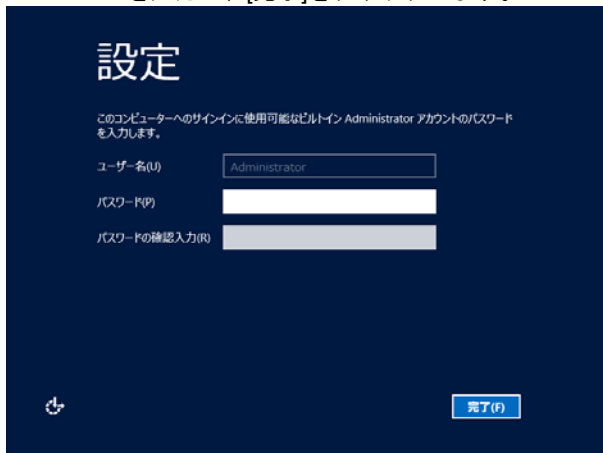 設定
このコンピューターへのサインインに使用可能なビルトイン Administrator アカウントのパスワード
を入力します。
ユーザー名(U)
Administrator
パスワード(P)
パスワードの確認入力(R)
完了(F)